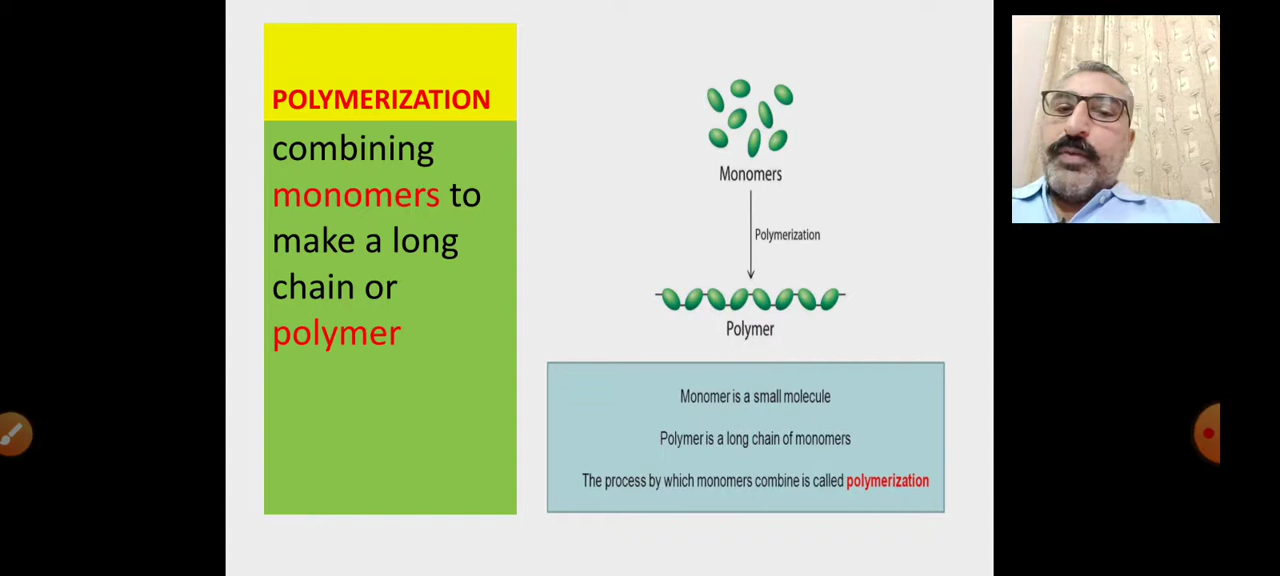 POLYMERIZATION
combining
monomers to
make a long
chain or
polymer
Monomers
Polymerization
Polymer
Monomer is a small molecule
Polymer is a long chain of monomers
The process by which monomers combine is called polymerization